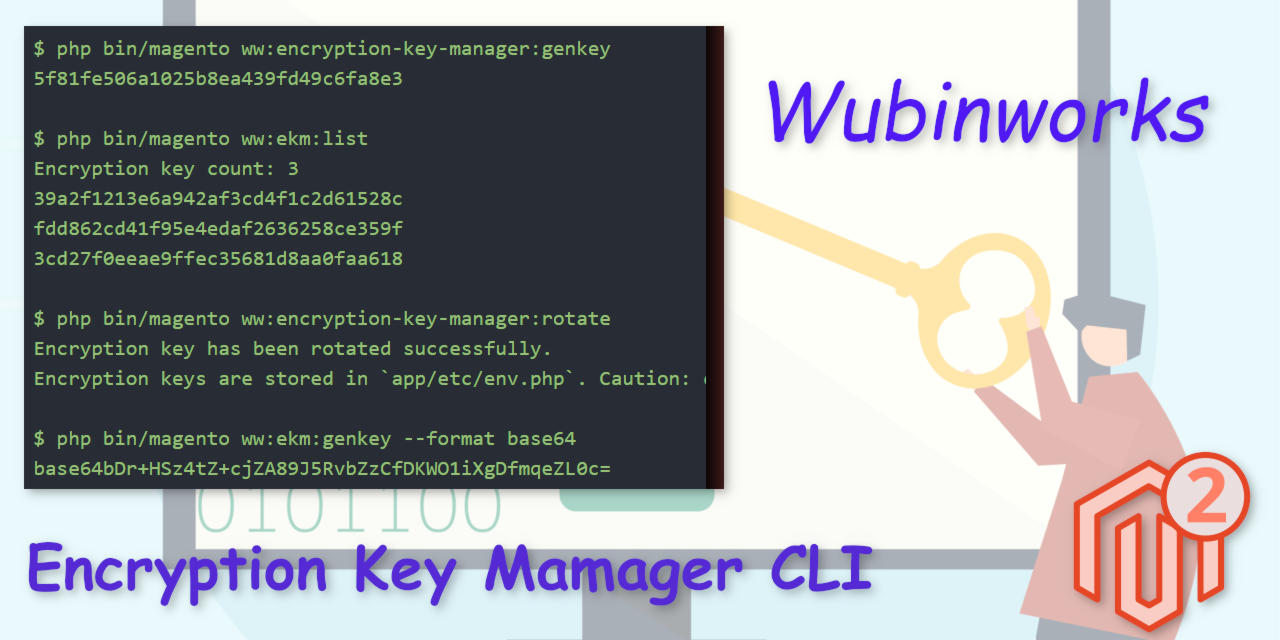 $ php bin/magento ww:encryption-key-manager:genkey
5f81fe506a1025b8ea439fd49c6fa8e3
$ php bin/magento ww:ekm:list
Encryption key count: 3
39a2f1213e6a942af3cd4f1c2d61528c
fdd862cd41f95e4edaf2636258ce359f
3cd27f0eeae9ffec35681d8aa0faa618
$ php bin/magento ww:encryption-key-manager:rotate
Encryption key has been rotated successfully.
Encryption keys are stored in `app/etc/env.php`. Caution:
$ php bin/magento ww:ekm:genkey --format base64
base64bDr+HSz4tZ+cjZA89J5RvbZzCfDKWO1iXgDfmqeZL0c=
Wubinworks
0101100
Encryption Key Mamager CLI
2